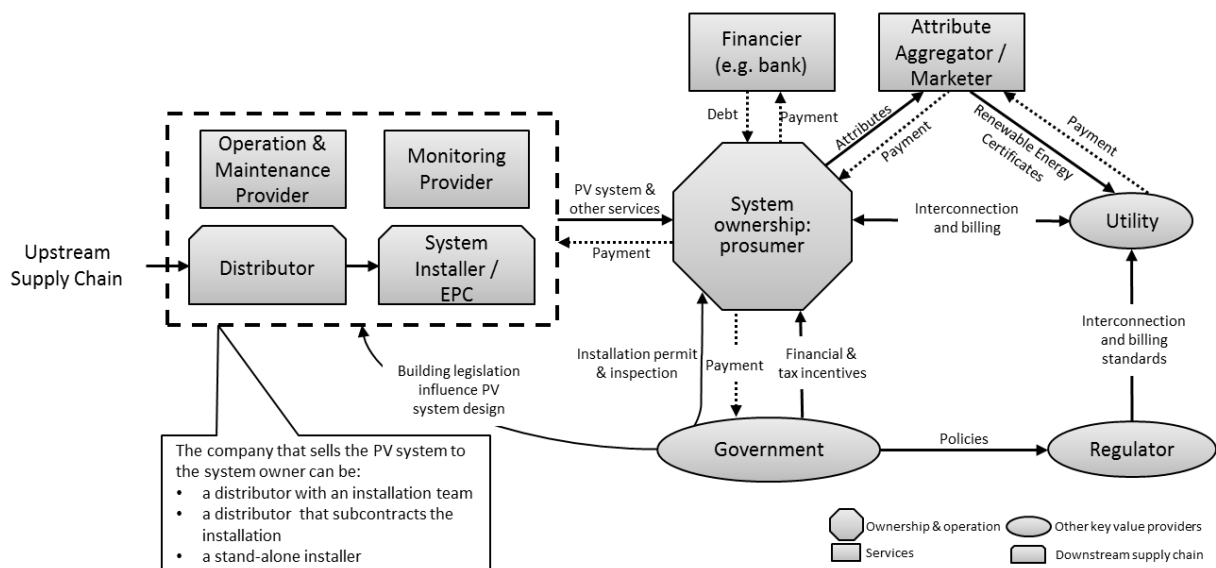 Financier
(e.g. bank)
Attribute
Aggregator /
Marketer
Debt
Payment
Attributes
Payment
Renewable Energy
Certificates
Payment
Operation &
Maintenance
Provider
Monitoring
Provider
PV system &
other services
Payment
System
ownership:
prosumer
Interconnection
and billing
Utility
Upstream
Supply Chain
Distributor
System
Installer /
EPC
Building legislation
influence PV
system design
Installation permit
& inspection
Payment
Financial &
tax incentives
Interconnection
and billing
standards
Government
Policies
Regulator
The company that sells the PV system to
the system owner can be:
• a distributor with an installation team
• a distributor that subcontracts the
installation
• a stand-alone installer
Ownership & operation
Other key value providers
Services
Downstream supply chain